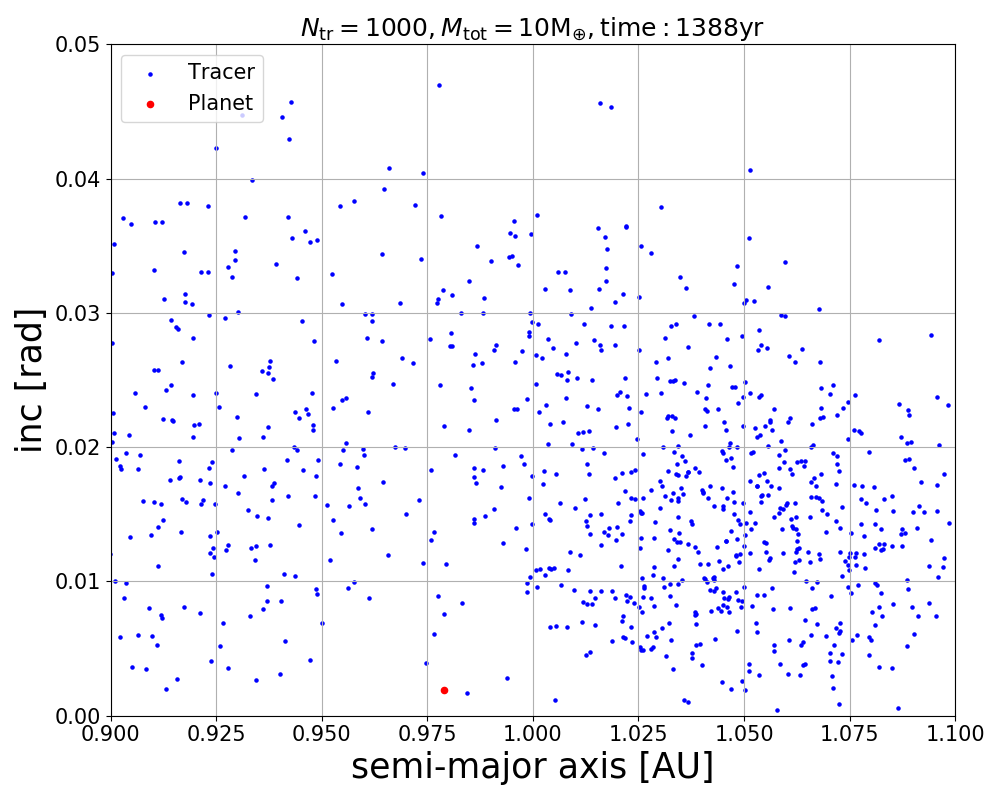 N_tr = 1000, M_tot = 10M_⊕, time : 1388yr
Tracer
Planet
0.05
0.04
0.03
0.02
0.01
0.00
inc [rad]
0.900 0.925 0.950 0.975 1.000 1.025 1.050 1.075 1.100
semi-major axis [AU]